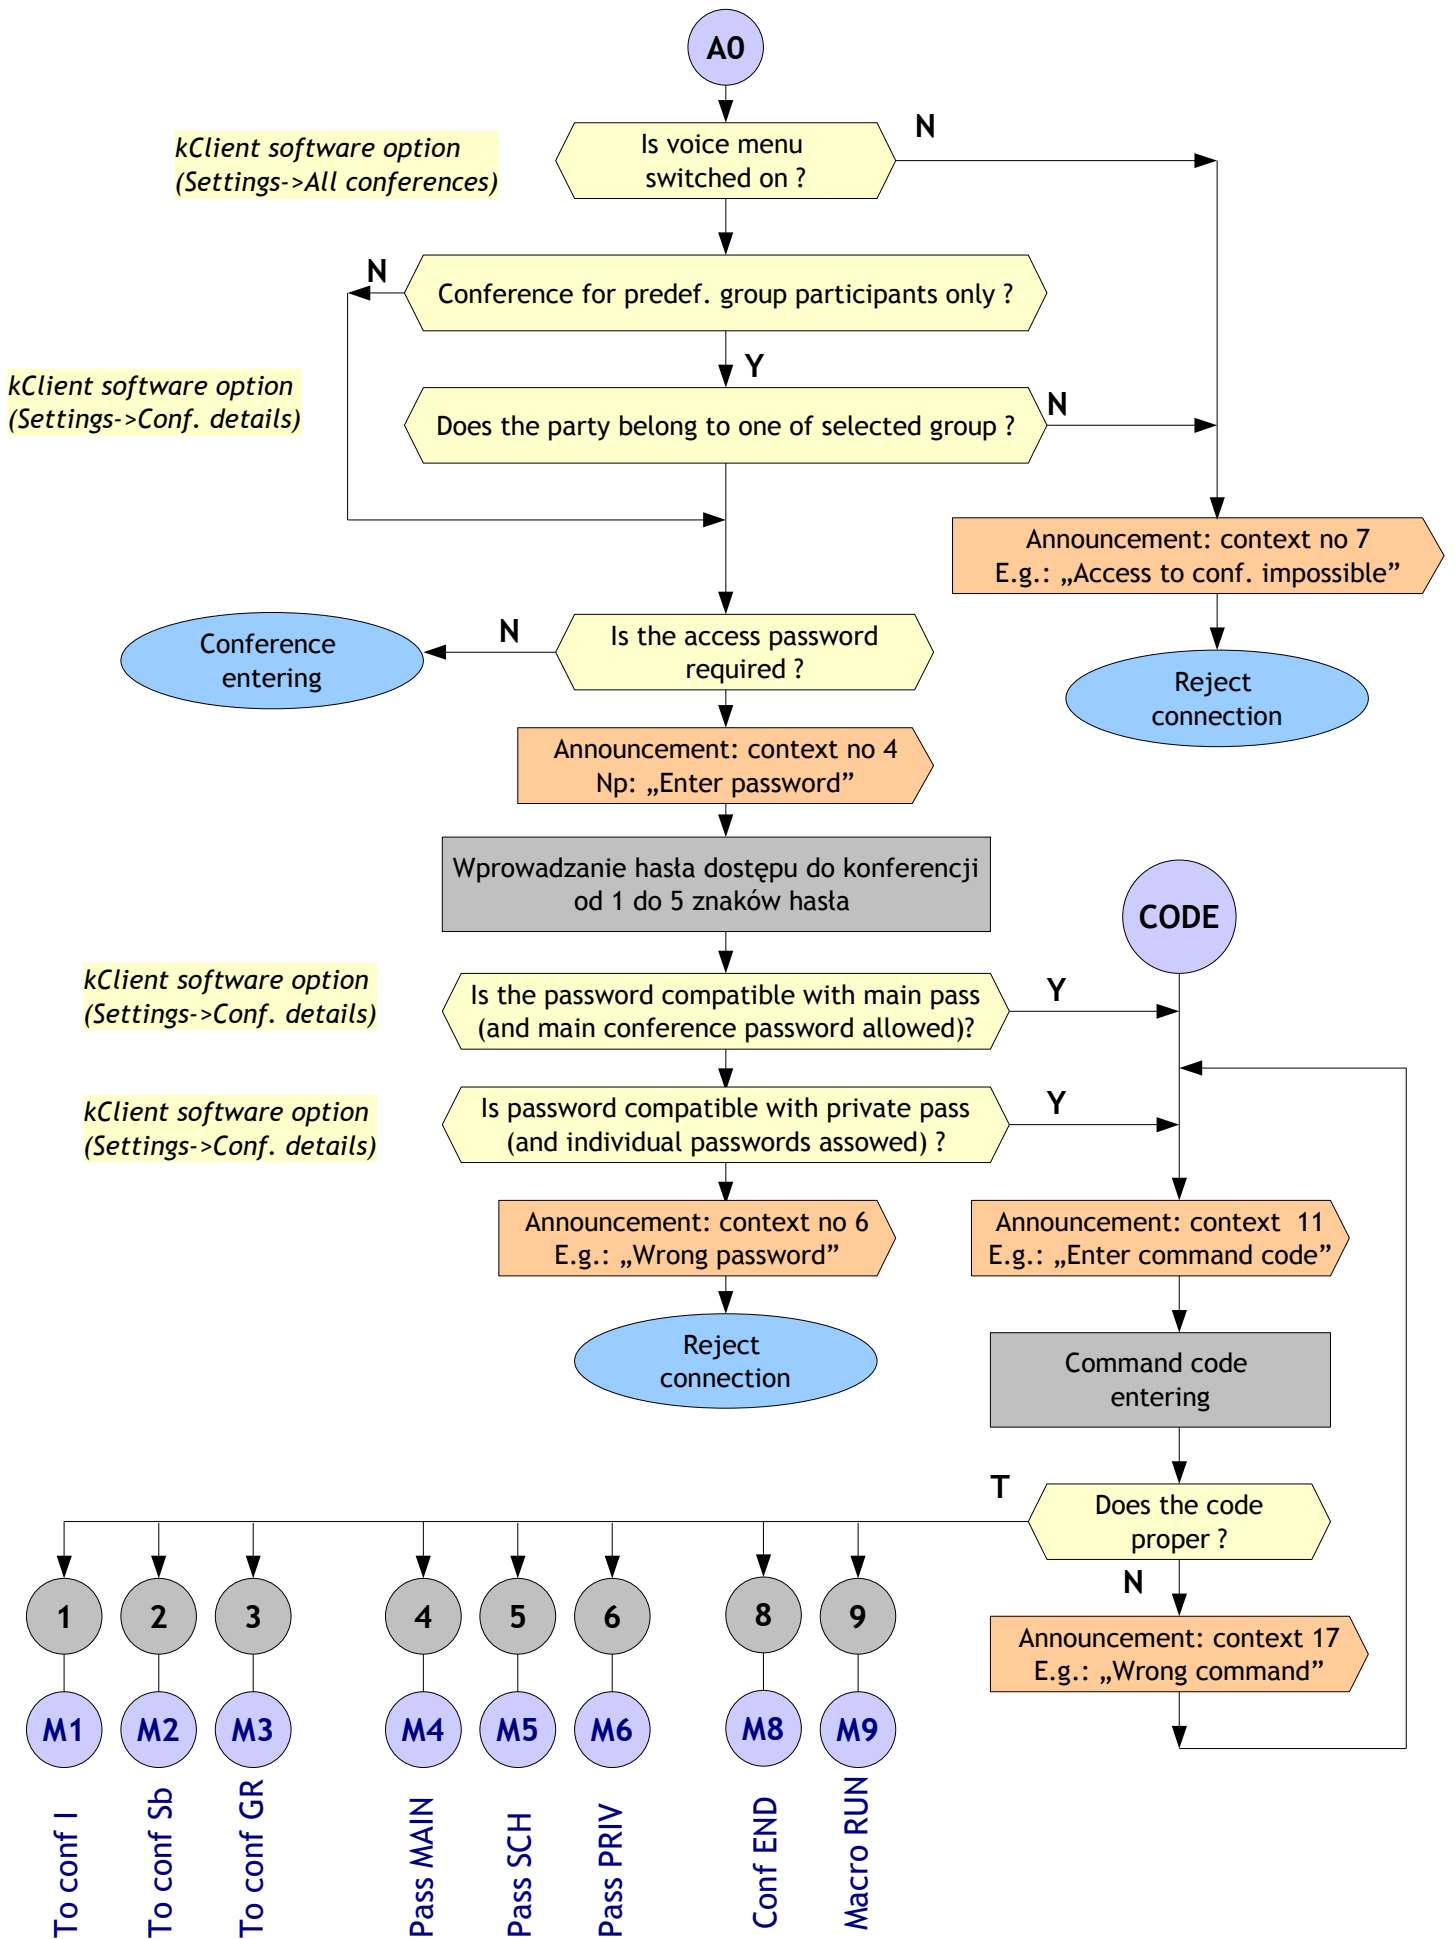 A0
N
kClient software option
(Settings->All conferences)
Is voice menu
switched on ?
N
Conference for predef. group participants only ?
Y
kClient software option
(Settings->Conf. details)
N
Does the party belong to one of selected group ?
Announcement: context no 7
E.g.: „Access to conf. impossible”
Conference
entering
N
Is the access password
required ?
Reject
connection
Announcement: context no 4
Np: „Enter password”
Wprowadzanie hasła dostępu do konferencji
od 1 do 5 znaków hasła
CODE
kClient software option
(Settings->Conf. details)
Is the password compatible with main pass
(and main conference password allowed)?
Y
kClient software option
(Settings->Conf. details)
Is password compatible with private pass
(and individual passwords assowed) ?
Y
Announcement: context no 6
E.g.: „Wrong password”
Announcement: context 11
E.g.: „Enter command code”
Reject
connection
Command code
entering
T
Does the code
proper ?
N
1
2
3
4
5
6
8
9
Announcement: context 17
E.g.: „Wrong command”
M1
M2
M3
M4
M5
M6
M8
M9
To conf I
To conf Sb
To conf GR
Pass MAIN
Pass SCH
Pass PRIV
Conf END
Macro RUN